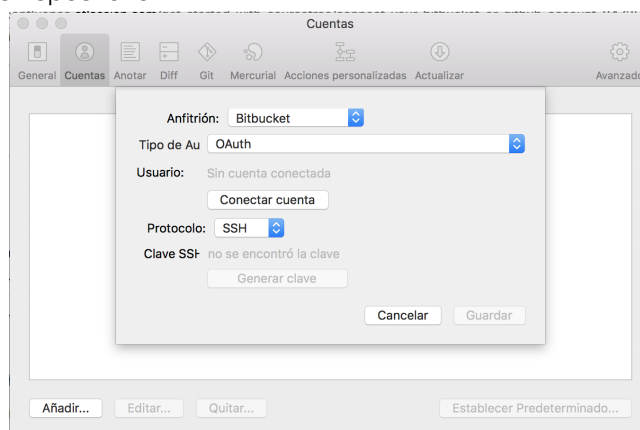 Cuentas
General Cuentas Anotar Diff Git Mercurial Acciones personalizadas Actualizar Avanzado
Anfitrión: Bitbucket
Tipo de Au OAuth
Usuario: Sin cuenta conectada
Conectar cuenta
Protocolo: SSH
Clave SSH no se encontró la clave
Generar clave
Cancelar Guardar
Añadir... Editar... Quitar... Establecer Predeterminado...